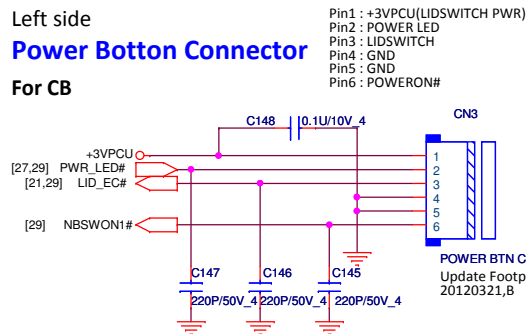 Left side
Power Botton Connector
For CB
Pin1 : +3VPCU(LIDSWITCH PWR)
Pin2 : POWER LED
Pin3 : LIDSWITCH
Pin4 : GND
Pin5 : GND
Pin6 : POWERON#
C148 0.1U/10V_4
CN3
+3VPCU
[27,29] PWR_LED#
[21,29] LID_EC#
[29] NBSWON1#
1
2
3
4
5
6
C147
220P/50V_4
C146
220P/50V_4
C145
220P/50V_4
POWER BTN C
Update Footp
20120321,B